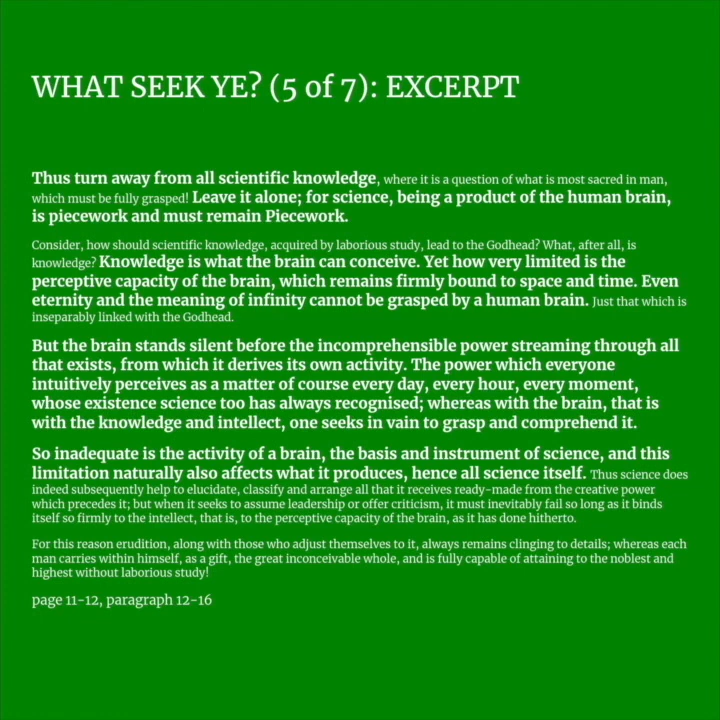 WHAT SEEK YE? (5 of 7): EXCERPT
Thus turn away from all scientific knowledge, where it is a question of what is most sacred in man,
which must be fully grasped! Leave it alone; for science, being a product of the human brain,
is piecework and must remain Piecework.
Consider, how should scientific knowledge, acquired by laborious study, lead to the Godhead? What, after all, is
knowledge? Knowledge is what the brain can conceive. Yet how very limited is the
perceptive capacity of the brain, which remains firmly bound to space and time. Even
eternity and the meaning of infinity cannot be grasped by a human brain. Just that which is
inseparably linked with the Godhead.
But the brain stands silent before the incomprehensible power streaming through all
that exists, from which it derives its own activity. The power which everyone
intuitively perceives as a matter of course every day, every hour, every moment,
whose existence science too has always recognised; whereas with the brain, that is
with the knowledge and intellect, one seeks in vain to grasp and comprehend it.
So inadequate is the activity of a brain, the basis and instrument of science, and this
limitation naturally also affects what it produces, hence all science itself. Thus science does
indeed subsequently help to elucidate, classify and arrange all that it receives ready-made from the creative power
which precedes it; but when it seeks to assume leadership or offer criticism, it must inevitably fail so long as it binds
itself so firmly to the intellect, that is, to the perceptive capacity of the brain, as it has done hitherto.
For this reason erudition, along with those who adjust themselves to it, always remains clinging to details; whereas each
man carries within himself, as a gift, the great inconceivable whole, and is fully capable of attaining to the noblest and
highest without laborious study!
page 11-12, paragraph 12-16